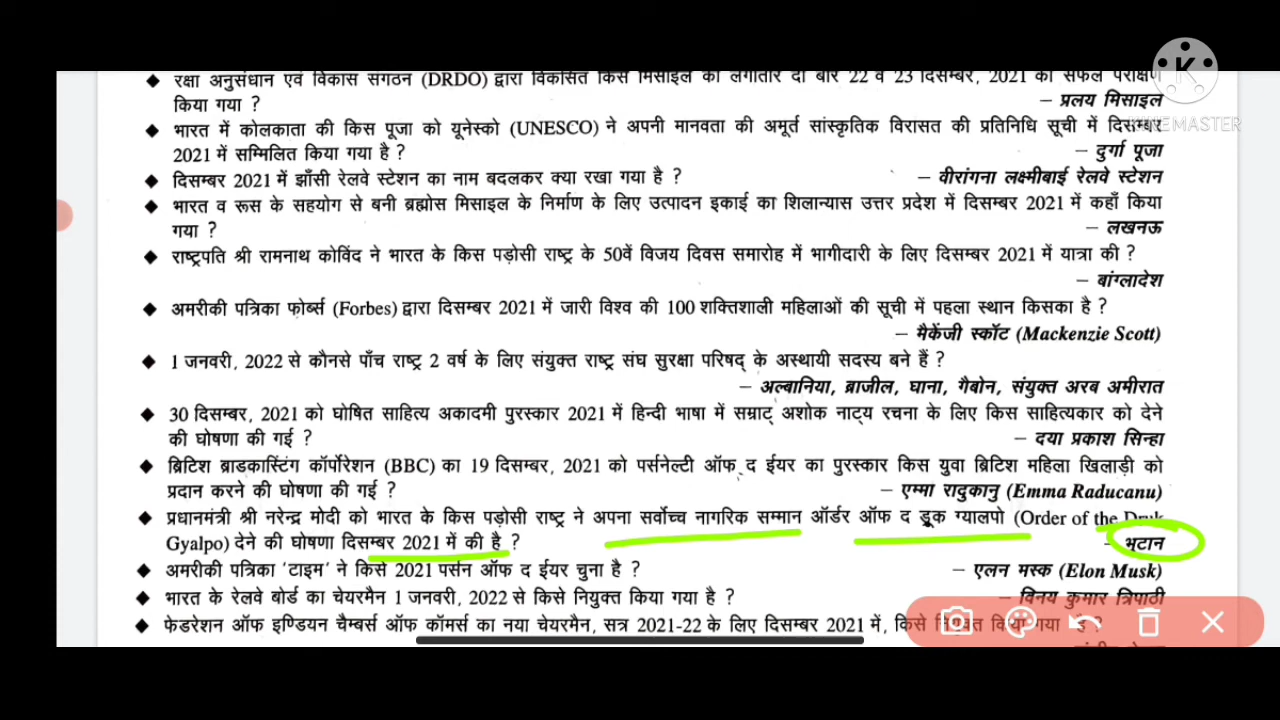 रक्षा अनुसंधान एवं विकास संगठन (DRDO) द्वारा विकसित किस मिसाइल का लगातार दो बार 22 व 23 दिसम्बर, 2021 को सफल परीक्षण
किया गया ?
– प्रलय मिसाइल
भारत में कोलकाता की किस पूजा को यूनेस्को (UNESCO) ने अपनी मानवता की अमूर्त सांस्कृतिक विरासत की प्रतिनिधि सूची में दिसम्बर
2021 में सम्मिलित किया गया है ?
– दुर्गा पूजा
दिसम्बर 2021 में झाँसी रेलवे स्टेशन का नाम बदलकर क्या रखा गया है ?
– वीरांगना लक्ष्मीबाई रेलवे स्टेशन
भारत व रूस के सहयोग से बनी ब्रह्मोस मिसाइल के निर्माण के लिए उत्पादन इकाई का शिलान्यास उत्तर प्रदेश में दिसम्बर 2021 में कहाँ किया
गया ?
– लखनऊ
राष्ट्रपति श्री रामनाथ कोविंद ने भारत के किस पड़ोसी राष्ट्र के 50वें विजय दिवस समारोह में भागीदारी के लिए दिसम्बर 2021 में यात्रा की ?
– बांग्लादेश
अमरीकी पत्रिका फोर्ब्स (Forbes) द्वारा दिसम्बर 2021 में जारी विश्व की 100 शक्तिशाली महिलाओं की सूची में पहला स्थान किसका है ?
– मैकेंजी स्कॉट (Mackenzie Scott)
1 जनवरी, 2022 से कौनसे पाँच राष्ट्र 2 वर्ष के लिए संयुक्त राष्ट्र संघ सुरक्षा परिषद् के अस्थायी सदस्य बने हैं ?
– अल्बानिया, ब्राजील, घाना, गैबोन, संयुक्त अरब अमीरात
30 दिसम्बर, 2021 को घोषित साहित्य अकादमी पुरस्कार 2021 में हिन्दी भाषा में सम्राट् अशोक नाट्य रचना के लिए किस साहित्यकार को देने
की घोषणा की गई ?
– दया प्रकाश सिन्हा
ब्रिटिश ब्राडकास्टिंग कॉर्पोरेशन (BBC) का 19 दिसम्बर, 2021 को पर्सनेल्टी ऑफ द ईयर का पुरस्कार किस युवा ब्रिटिश महिला खिलाड़ी को
प्रदान करने की घोषणा की गई ?
– एम्मा रादुकानु (Emma Raducanu)
प्रधानमंत्री श्री नरेन्द्र मोदी को भारत के किस पड़ोसी राष्ट्र ने अपना सर्वोच्च नागरिक सम्मान ऑर्डर ऑफ द ड्रूक ग्यालपो (Order of the Druk
Gyalpo) देने की घोषणा दिसम्बर 2021 में की है ?
– भूटान
अमरीकी पत्रिका ‘टाइम’ ने किसे 2021 पर्सन ऑफ द ईयर चुना है ?
– एलन मस्क (Elon Musk)
भारत के रेलवे बोर्ड का चेयरमैन 1 जनवरी, 2022 से किसे नियुक्त किया गया है ?
– विनय कुमार त्रिपाठी
फेडरेशन ऑफ इण्डियन चैम्बर्स ऑफ कॉमर्स का नया चेयरमैन, सत्र 2021-22 के लिए दिसम्बर 2021 में, किसे नियुक्त किया गया है ?
K
KINEMASTER